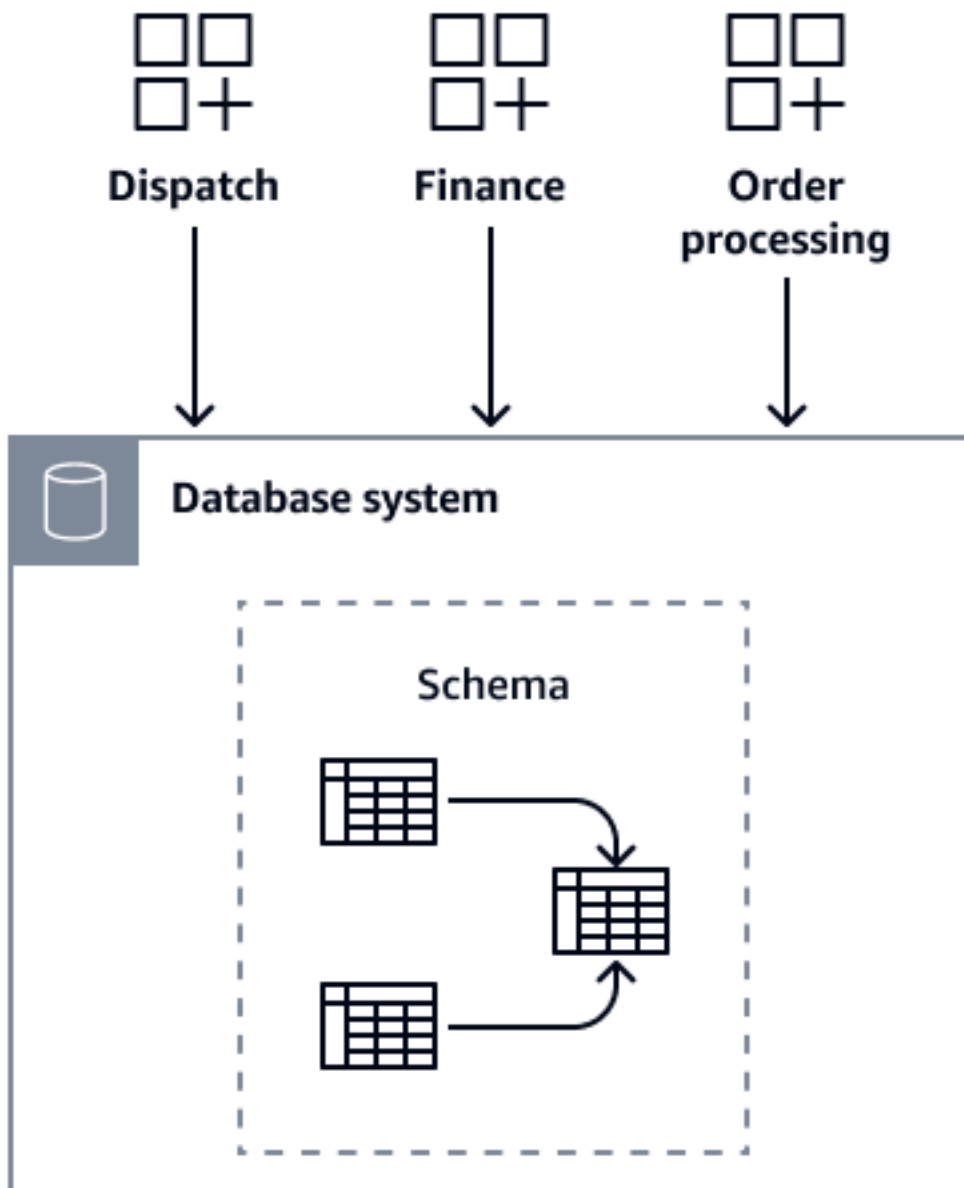 Dispatch
Finance
Order
processing
Database system
Schema